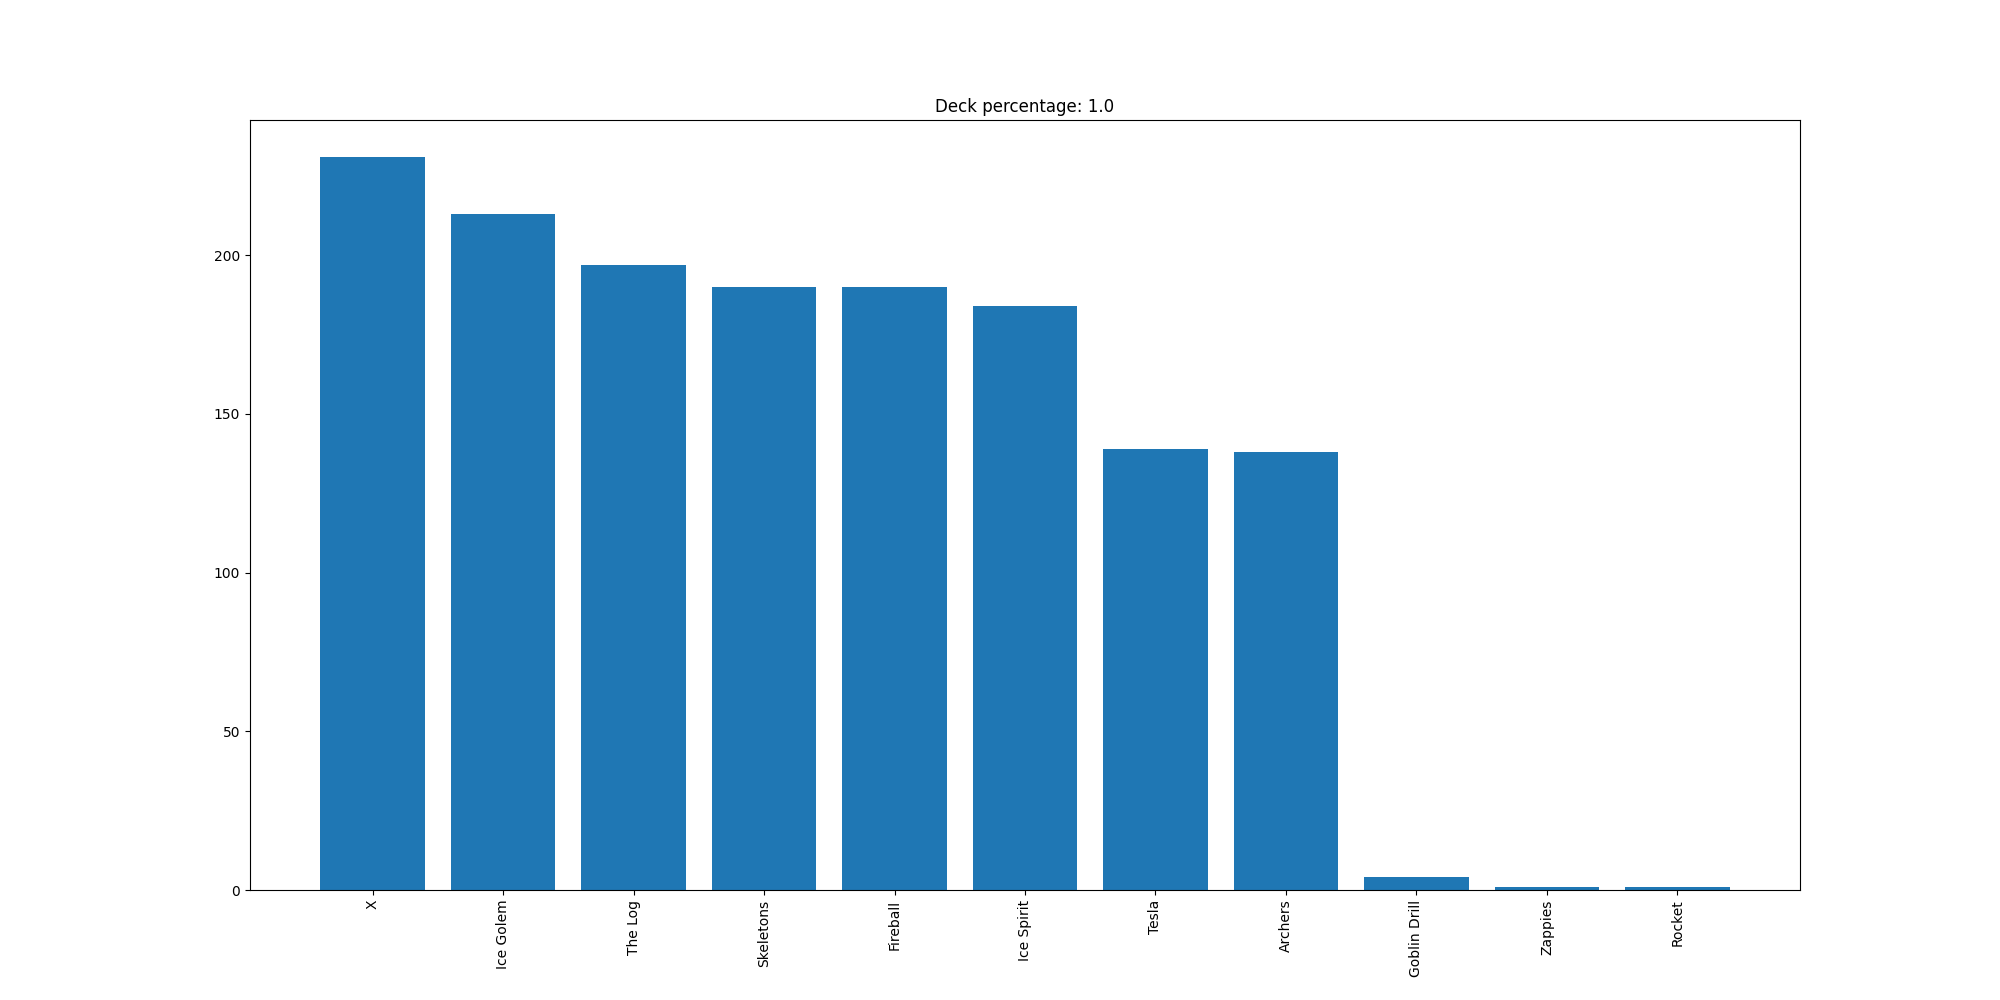 Deck percentage: 1.0
200
150
100
50
0
X
Ice Golem
The Log
Skeletons
Fireball
Ice Spirit
Tesla
Archers
Goblin Drill
Zappies
Rocket